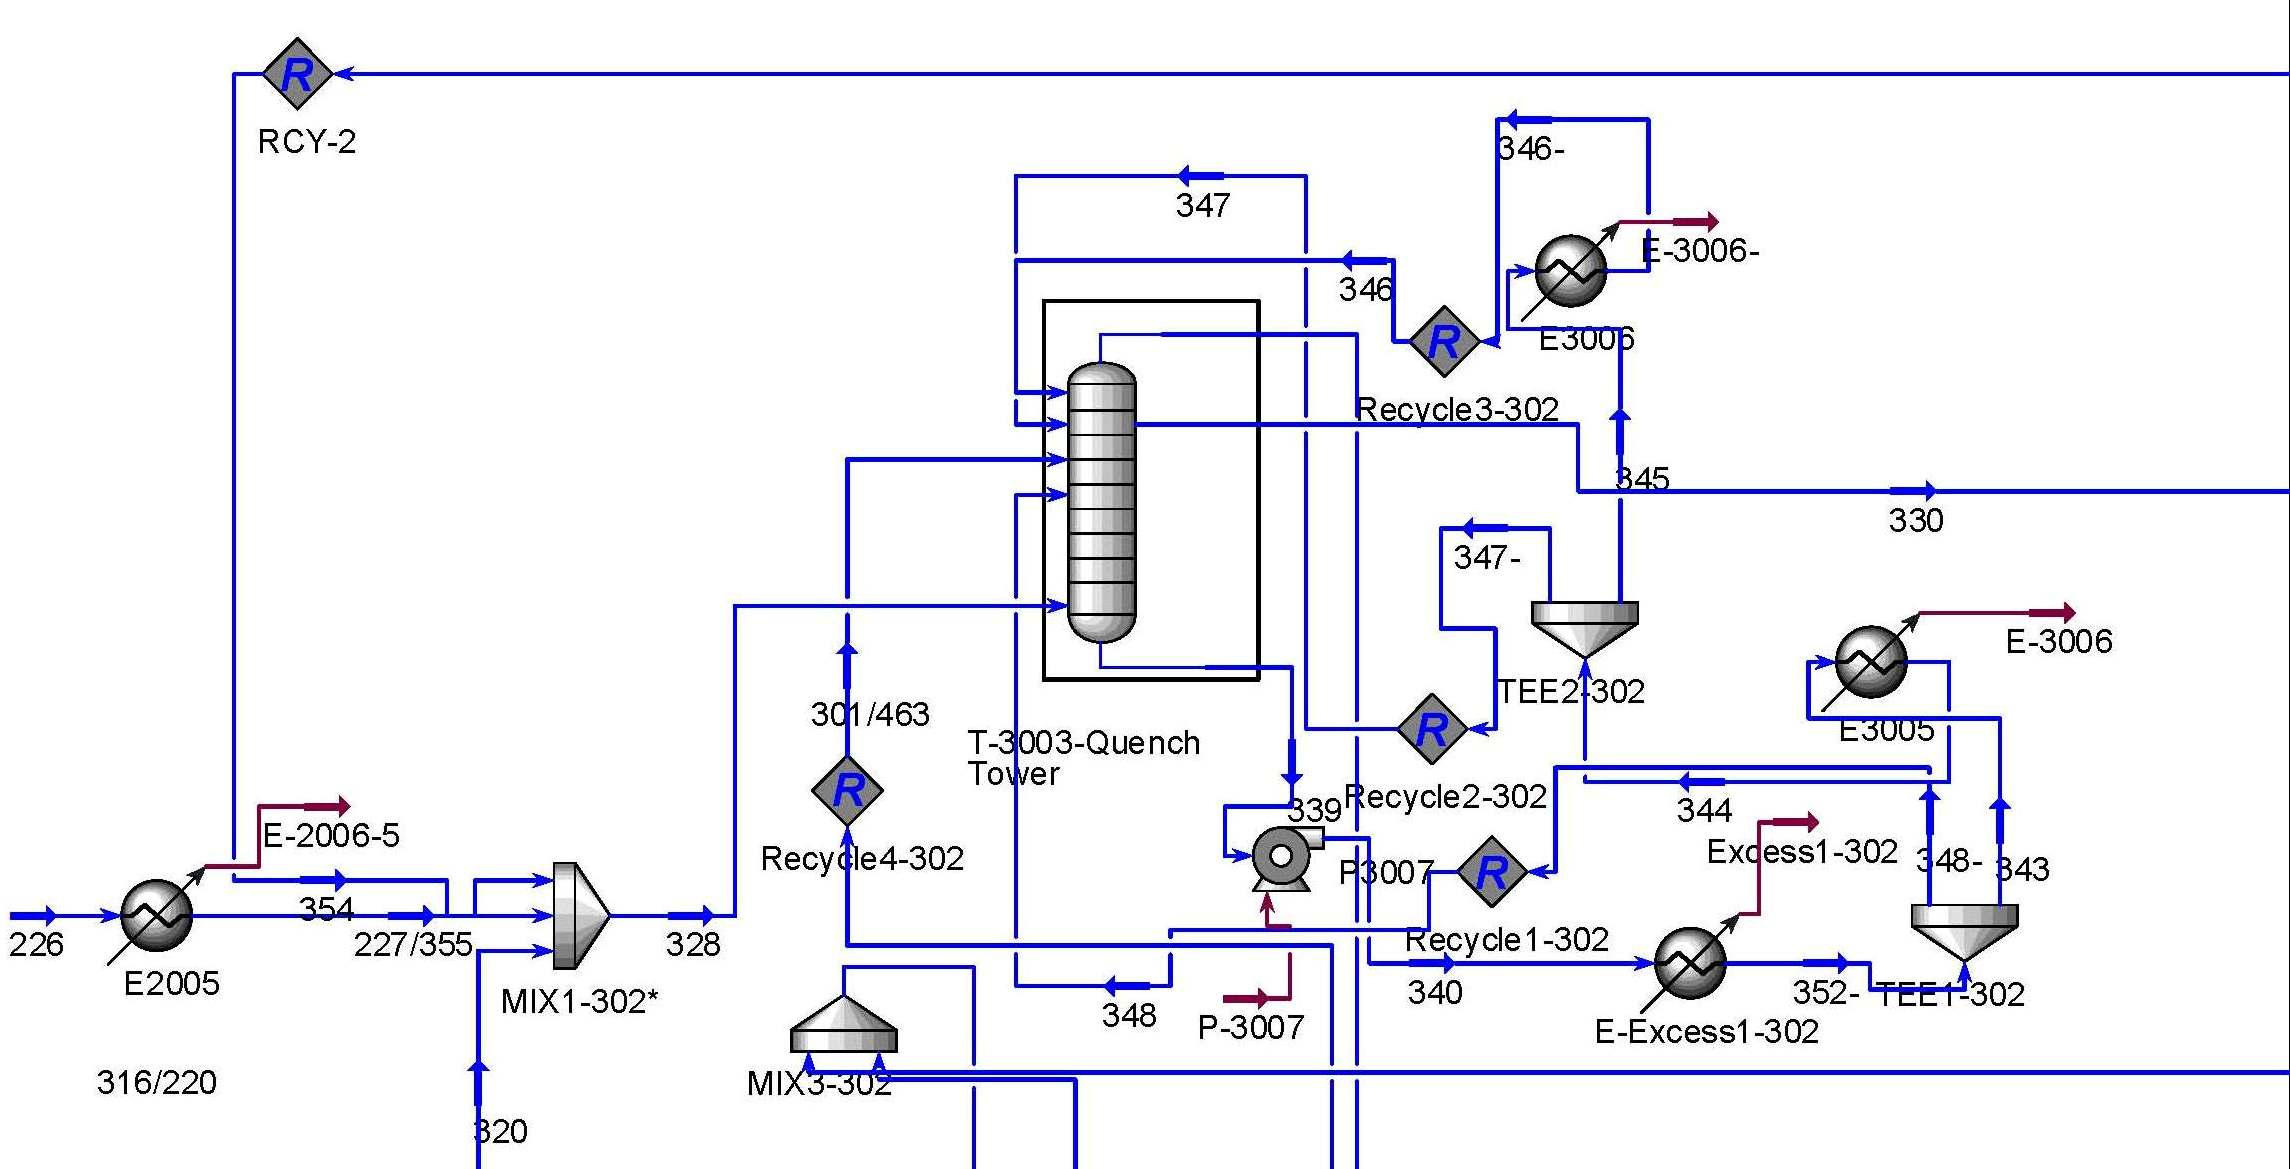 R
RCY-2
346-
347
E-3006-
346
R
E3006
Recycle3-302
345
330
347-
E-3006
TEE2-302
301/463
R
E3005
T-3003-Quench
Tower
R
Recycle2-302
339
344
E-2006-5
Excess1-302
Recycle4-302
348-
343
P3007
R
354
226
227/355
328
Recycle1-302
E2005
340
352-
TEE1-302
MIX1-302*
348
P-3007
E-Excess1-302
316/220
MIX3-302
320